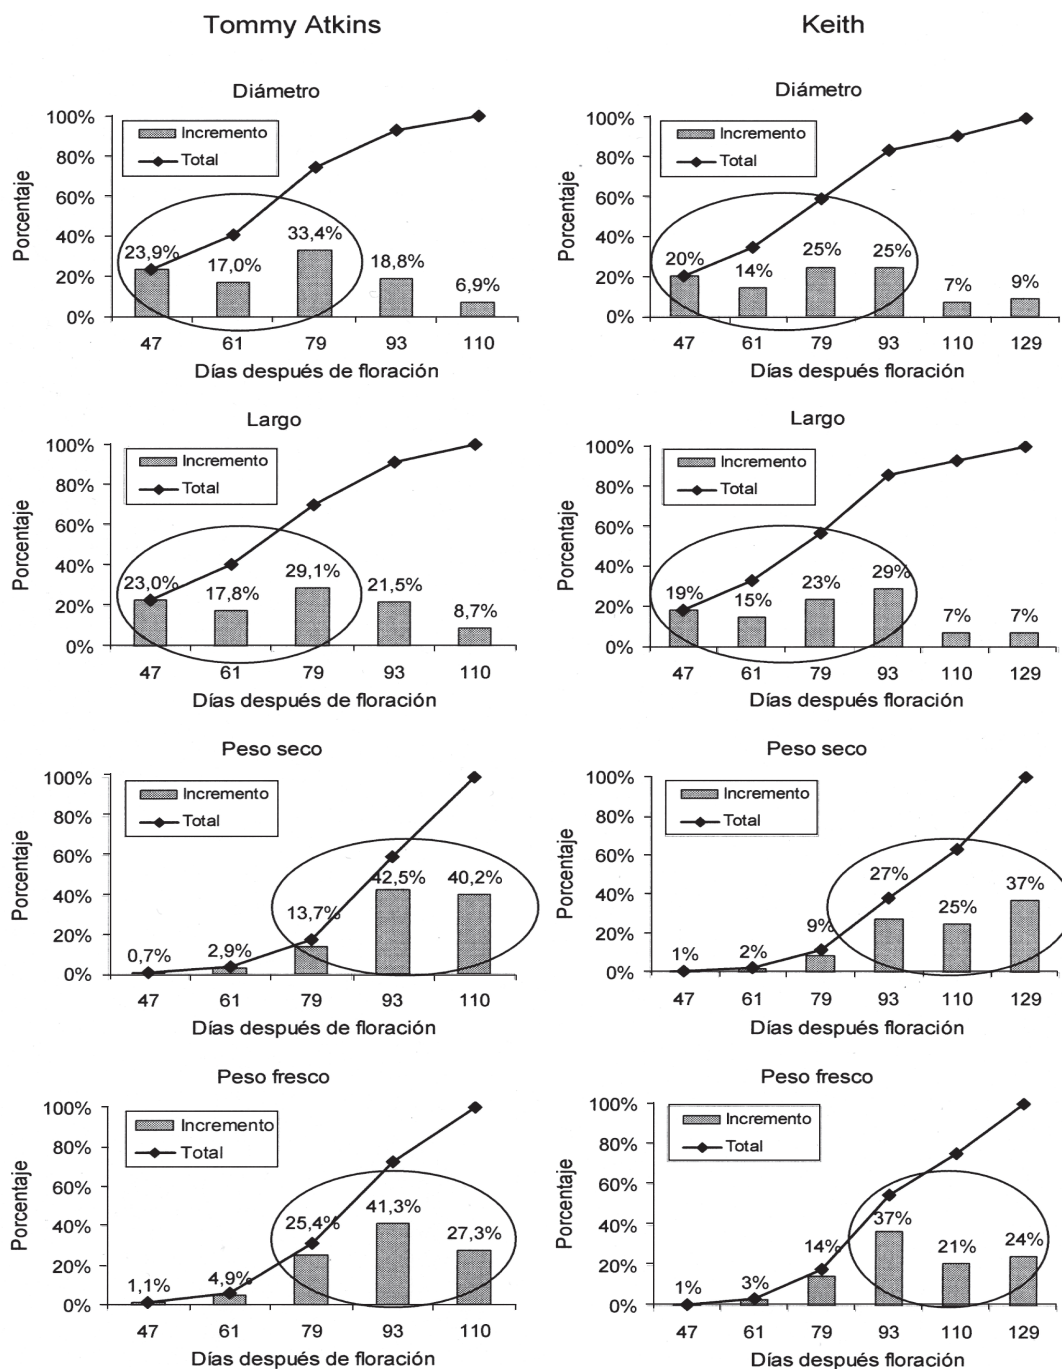 Tommy Atkins
Keith
Diámetro
100%
80%
60%
40%
20%
0%
Porcentaje
Incremento
Total
23,9%
17,0%
33,4%
18,8%
6,9%
47 61 79 93 110
Días después de floración
Diámetro
100%
80%
60%
40%
20%
0%
Porcentaje
Incremento
Total
20%
14%
25%
25%
7%
9%
47 61 79 93 110 129
Días después floración
Largo
100%
80%
60%
40%
20%
0%
Porcentaje
Incremento
Total
23,0%
17,8%
29,1%
21,5%
8,7%
47 61 79 93 110
Días después de floración
Largo
100%
80%
60%
40%
20%
0%
Porcentaje
Incremento
Total
19%
15%
23%
29%
7%
7%
47 61 79 93 110 129
Días después floración
Peso seco
100%
80%
60%
40%
20%
0%
Porcentaje
Incremento
Total
0,7%
2,9%
13,7%
42,5%
40,2%
47 61 79 93 110
Días después de floración
Peso seco
100%
80%
60%
40%
20%
0%
Porcentaje
Incremento
Total
1%
2%
9%
27%
25%
37%
47 61 79 93 110 129
Días después floración
Peso fresco
100%
80%
60%
40%
20%
0%
Porcentaje
Incremento
Total
1,1%
4,9%
25,4%
41,3%
27,3%
47 61 79 93 110
Días después de floración
Peso fresco
100%
80%
60%
40%
20%
0%
Porcentaje
Incremento
Total
1%
3%
14%
37%
21%
24%
47 61 79 93 110 129
Días después floración